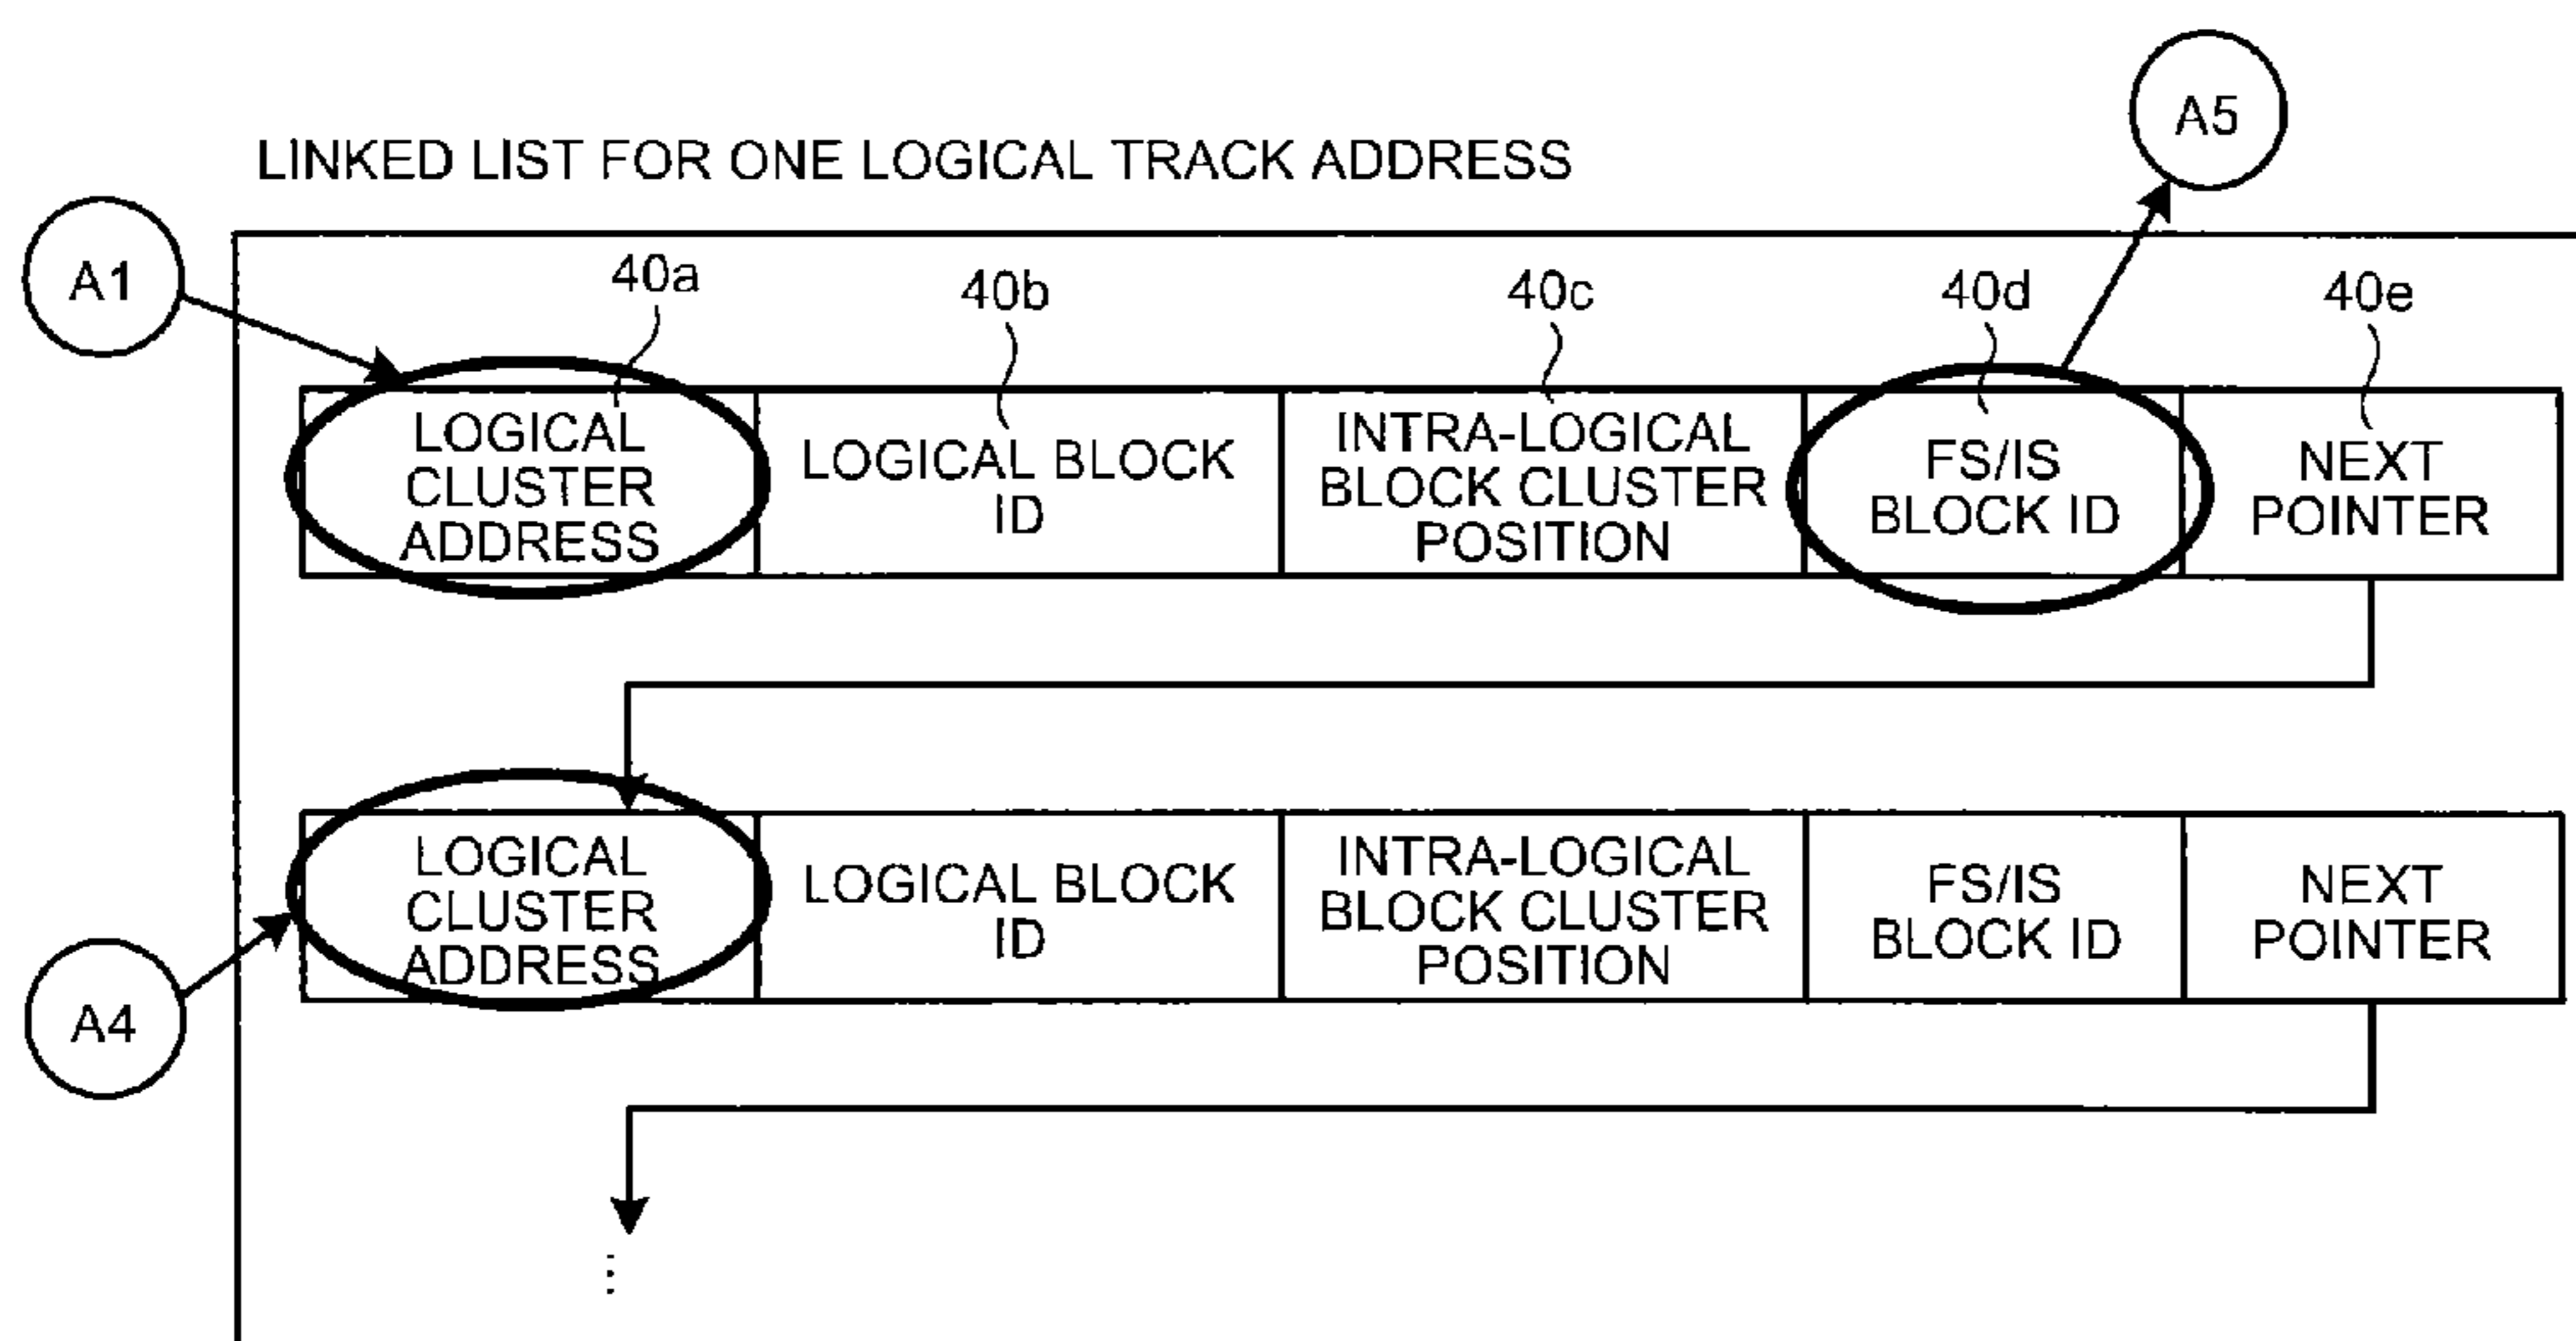 A5
LINKED LIST FOR ONE LOGICAL TRACK ADDRESS
A1
40a
40b
40c
40d
40e
LOGICAL
CLUSTER
ADDRESS
LOGICAL BLOCK
ID
INTRA-LOGICAL
BLOCK CLUSTER
POSITION
FS/IS
BLOCK ID
NEXT
POINTER
LOGICAL
CLUSTER
ADDRESS
LOGICAL BLOCK
ID
INTRA-LOGICAL
BLOCK CLUSTER
POSITION
FS/IS
BLOCK ID
NEXT
POINTER
A4
⋮